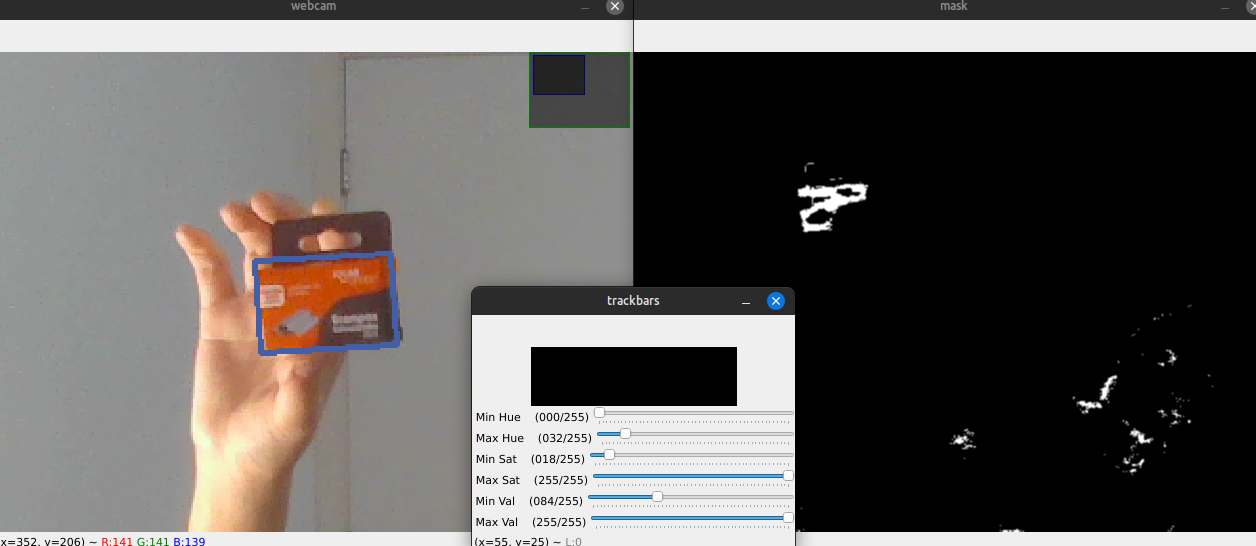 webcam
mask
trackbars
Min Hue (000/255)
Max Hue (032/255)
Min Sat (018/255)
Max Sat (255/255)
Min Val (084/255)
Max Val (255/255)
x=352, y=206) ~ R:141 G:141 B:139
(x=55, y=25) ~ L:0